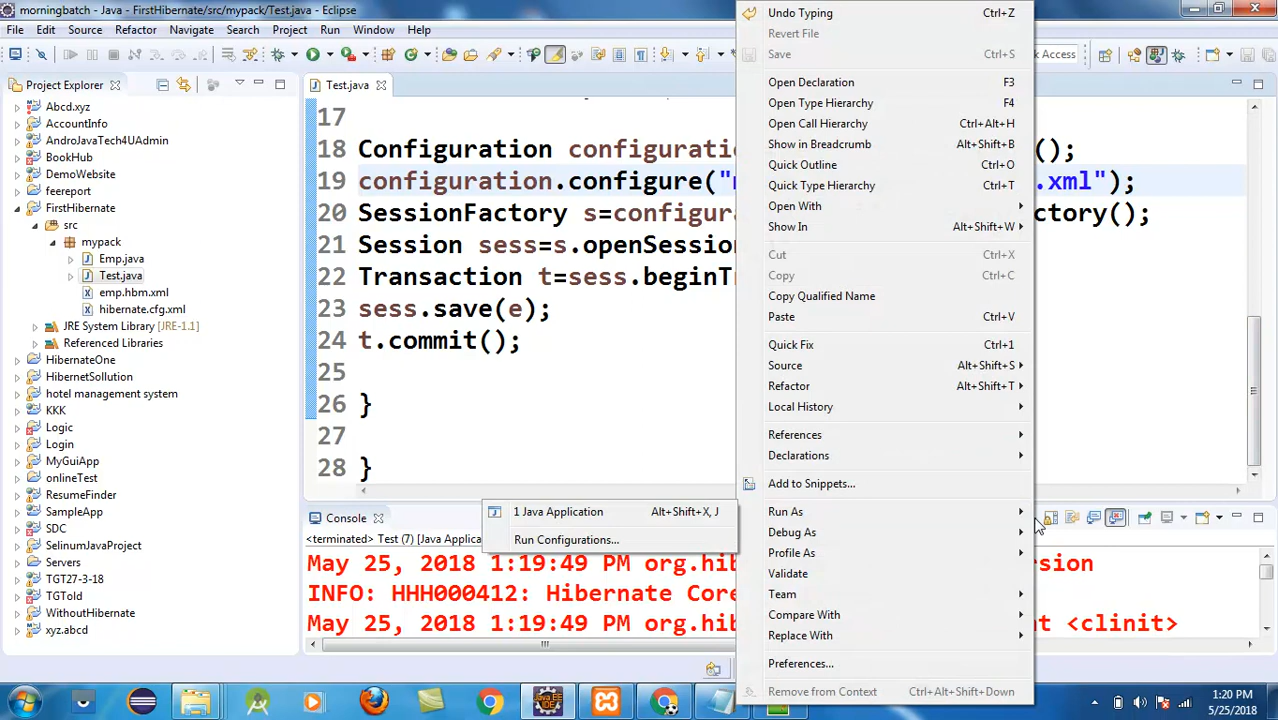 morningbatch - Java - FirstHibernate/src/mypack/Test.java - Eclipse
File Edit Source Refactor Navigate Search Project Run Window Help
Access
Project Explorer
Abcd.xyz
AccountInfo
AndroJavaTech4UAdmin
BookHub
DemoWebsite
feereport
FirstHibernate
src
mypack
Emp.java
Test.java
emp.hbm.xml
hibernate.cfg.xml
JRE System Library [JRE-1.1]
Referenced Libraries
HibernateOne
HibernetSollution
hotel management system
KKK
Logic
Login
MyGuiApp
onlineTest
ResumeFinder
SampleApp
SDC
SelinumJavaProject
Servers
TGT27-3-18
TGTold
WithoutHibernate
xyz.abcd
Test.java
17
18 Configuration configuratio ();
19 configuration.configure(" .xml");
20 SessionFactory s=configura actory();
21 Session sess=s.openSession
22 Transaction t=sess.beginTr
23 sess.save(e);
24 t.commit();
25
26 }
27
28 }
Undo Typing Ctrl+Z
Revert File
Save Ctrl+S
Open Declaration F3
Open Type Hierarchy F4
Open Call Hierarchy Ctrl+Alt+H
Show in Breadcrumb Alt+Shift+B
Quick Outline Ctrl+O
Quick Type Hierarchy Ctrl+T
Open With
Show In Alt+Shift+W
Cut Ctrl+X
Copy Ctrl+C
Copy Qualified Name
Paste Ctrl+V
Quick Fix Ctrl+1
Source Alt+Shift+S
Refactor Alt+Shift+T
Local History
References
Declarations
Add to Snippets...
Run As
Debug As
Profile As
Validate
Team
Compare With
Replace With
Preferences...
Remove from Context Ctrl+Alt+Shift+Down
1 Java Application Alt+Shift+X, J
Run Configurations...
Console
<terminated> Test (7) [Java Applica
May 25, 2018 1:19:49 PM org.hib rsion
INFO: HHH000412: Hibernate Core
May 25, 2018 1:19:49 PM org.hib t <clinit>
1:20 PM
5/25/2018